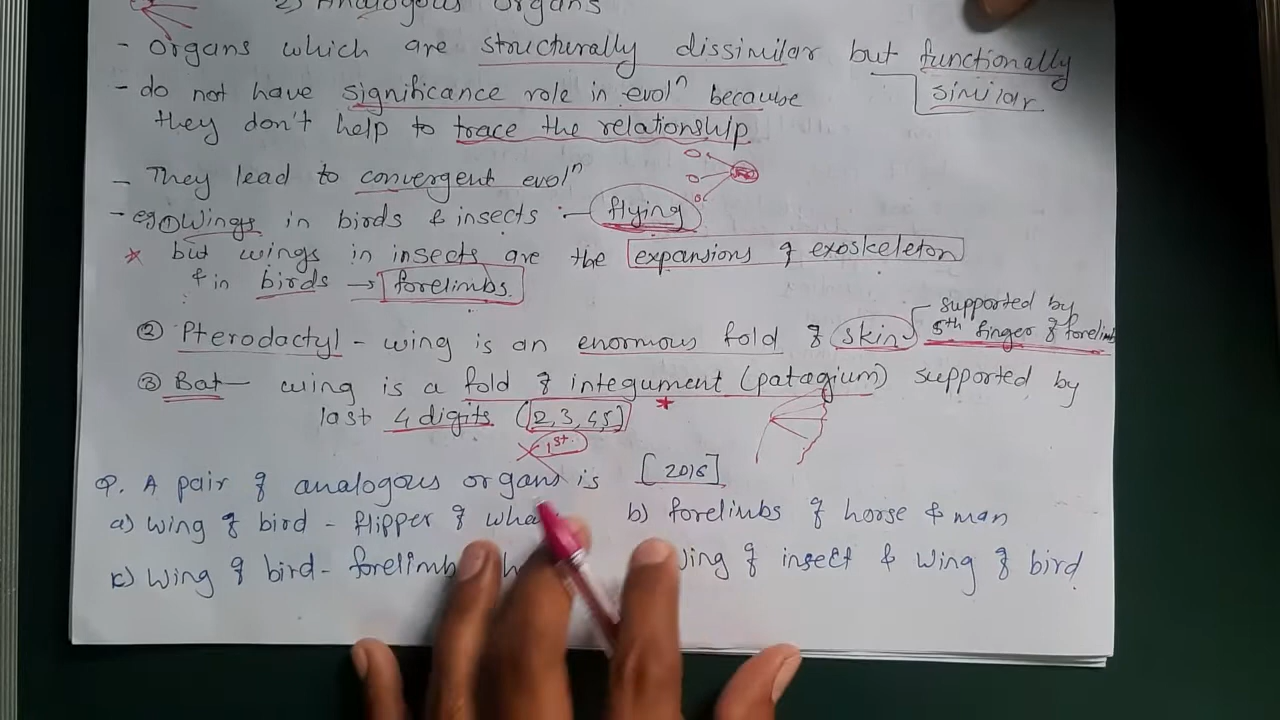 2) Analogous Organs
- Organs which are structurally dissimilar but functionally
similar
- do not have significance role in evolⁿ because
they don't help to trace the relationship
- They lead to convergent evolⁿ
- eg ① Wings in birds & insects :- flying
* but wings in insects are the expansions of exoskeleton
& in birds → forelimbs.
② Pterodactyl - wing is an enormous fold of skin
supported by
5th finger of forelimb
③ Bat - wing is a fold of integument (patagium) supported by
last 4 digits (2,3,4,5) *
1st.
Q. A pair of analogous organs is [2018]
a) wing of bird - flipper of
b) forelimbs of horse & man
c) wing of bird - forelimb
of insect & wing of bird